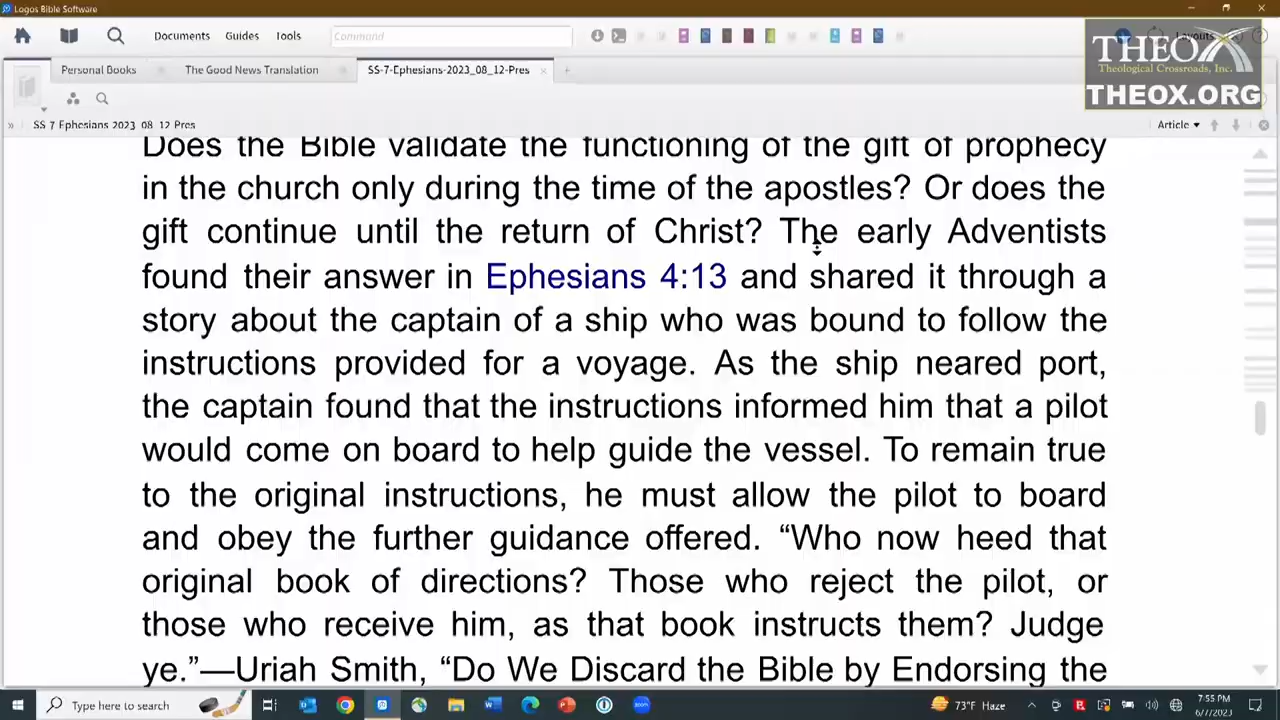 Logos Bible Software
Documents Guides Tools Command
THEOX
Theological Crossroads, Inc.
THEOX.ORG
Personal Books The Good News Translation SS-7-Ephesians-2023_08_12-Pres
» SS 7 Ephesians 2023 08 12 Pres Article
Does the Bible validate the functioning of the gift of prophecy
in the church only during the time of the apostles? Or does the
gift continue until the return of Christ? The early Adventists
found their answer in Ephesians 4:13 and shared it through a
story about the captain of a ship who was bound to follow the
instructions provided for a voyage. As the ship neared port,
the captain found that the instructions informed him that a pilot
would come on board to help guide the vessel. To remain true
to the original instructions, he must allow the pilot to board
and obey the further guidance offered. “Who now heed that
original book of directions? Those who reject the pilot, or
those who receive him, as that book instructs them? Judge
ye.”—Uriah Smith, “Do We Discard the Bible by Endorsing the
Type here to search 73°F Haze 7:55 PM
6/7/2023